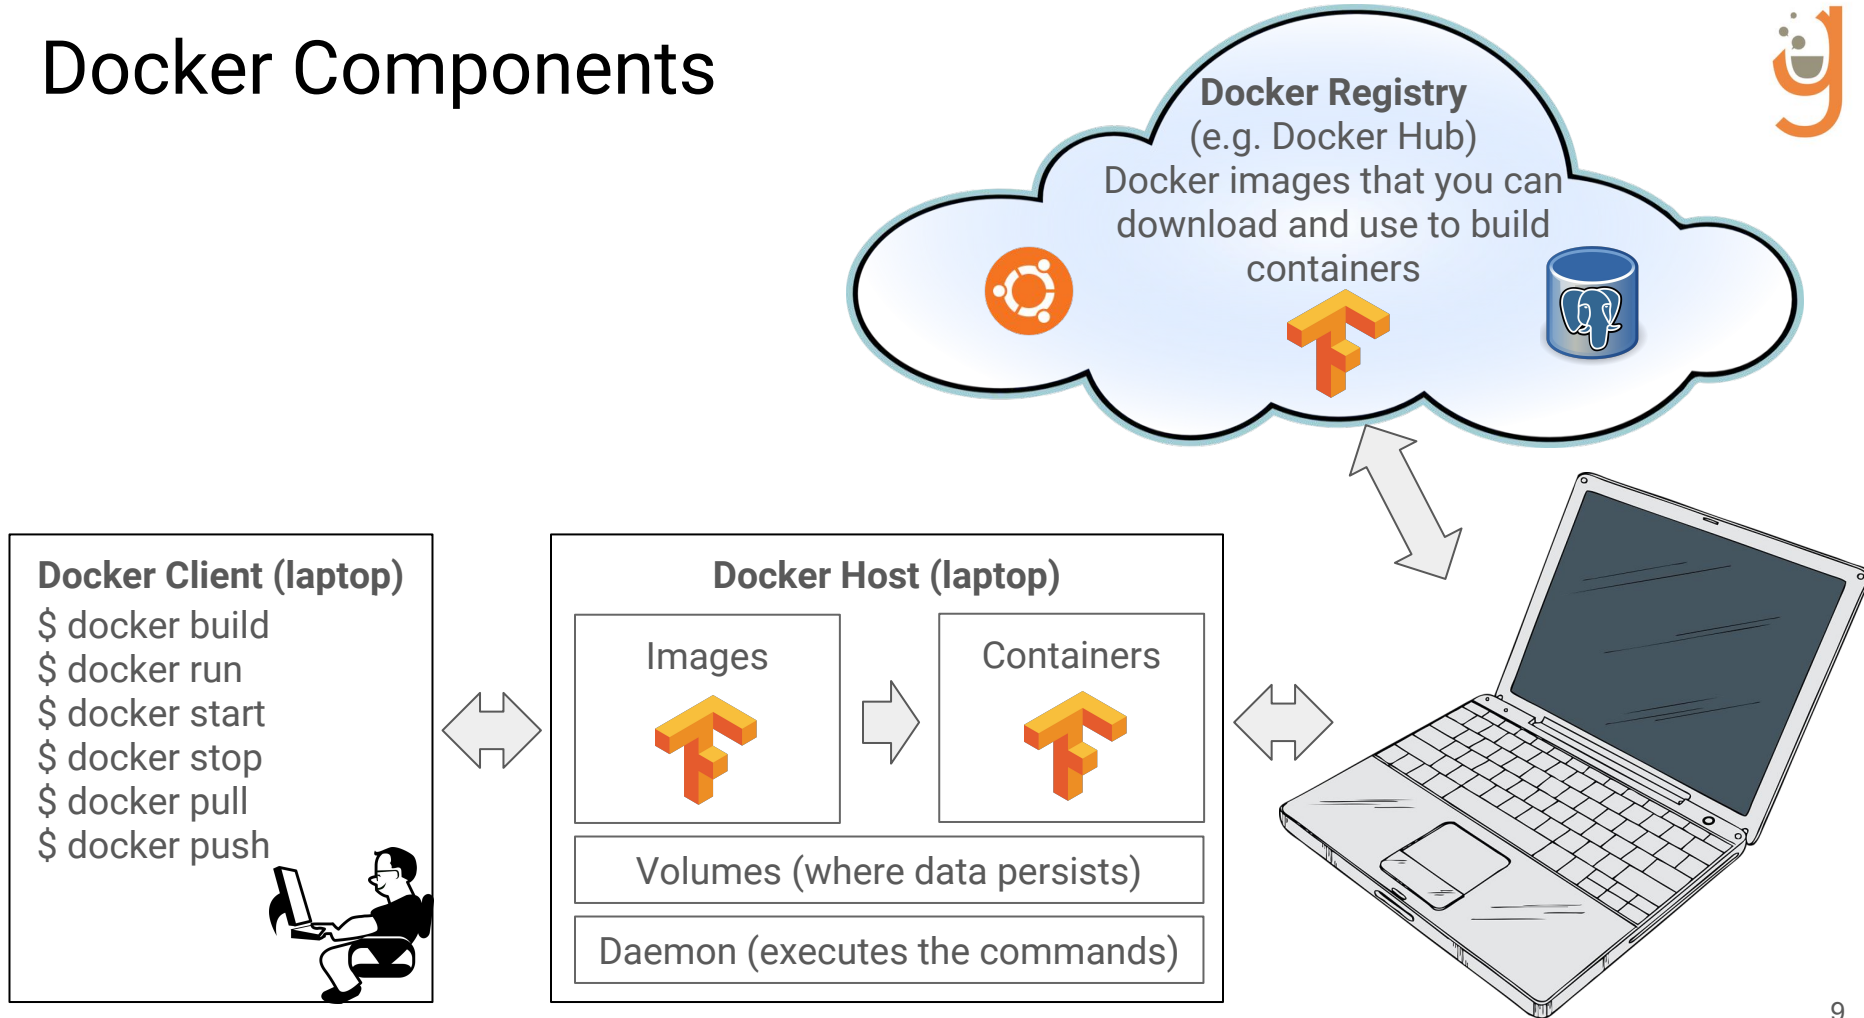 Docker Components
Docker Registry
(e.g. Docker Hub)
Docker images that you can
download and use to build
containers
Docker Client (laptop)
$ docker build
$ docker run
$ docker start
$ docker stop
$ docker pull
$ docker push
Docker Host (laptop)
Images
Containers
Volumes (where data persists)
Daemon (executes the commands)
9